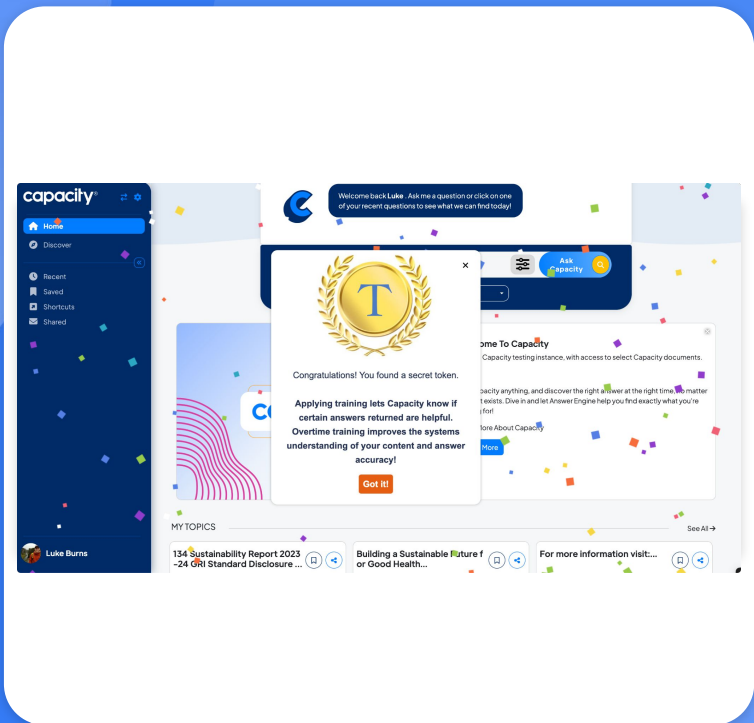 capacity
Home
Discover
Recent
Saved
Shortcuts
Shared
Luke Burns
Welcome back Luke . Ask me a question or click on one
of your recent questions to see what we can find today!
Ask
Capacity
T
Congratulations! You found a secret token.
Applying training lets Capacity know if
certain answers returned are helpful.
Overtime training improves the systems
understanding of your content and answer
accuracy!
Got it!
To Capacity
Capacity testing instance, with access to select Capacity documents.
anything, and discover the right answer at the right time, no matter
exists. Dive in and let Answer Engine help you find exactly what you're
for!
More About Capacity
More
MY TOPICS
See All
134 Sustainability Report 2023
-24 GRI Standard Disclosure ...
Building a Sustainable Future f
or Good Health...
For more information visit:...